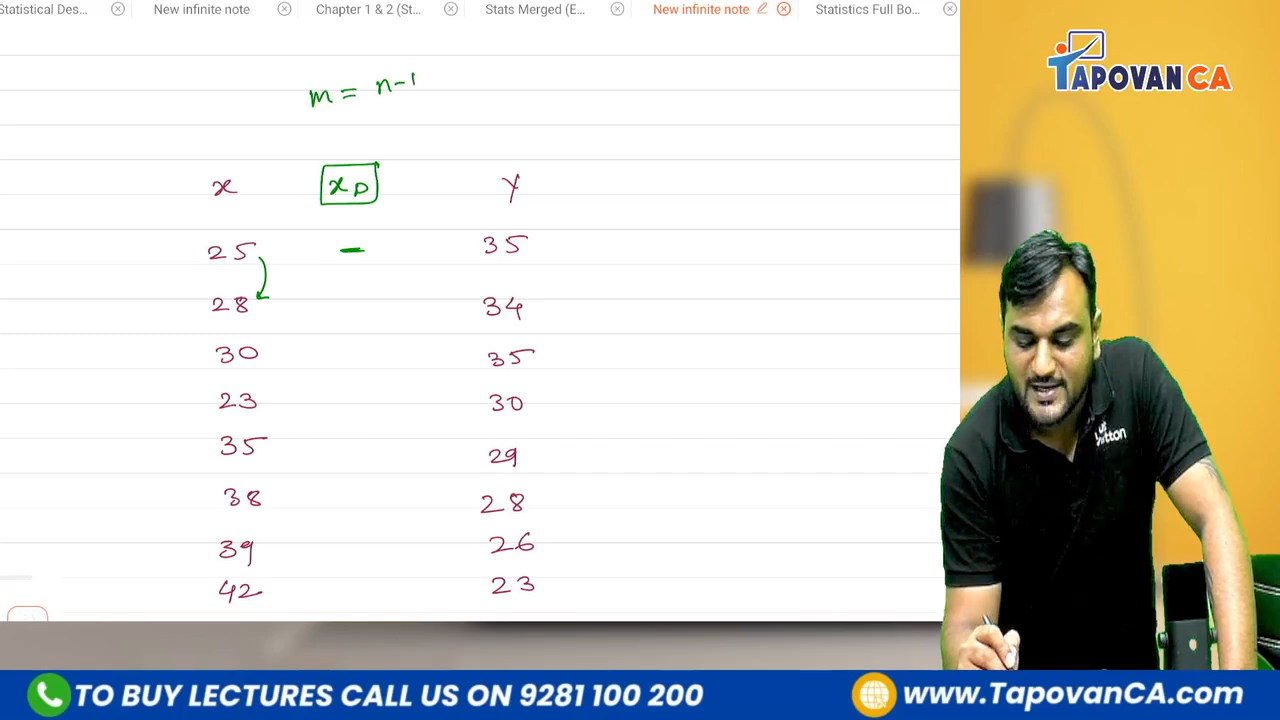 Statistical Des... New infinite note Chapter 1 & 2 (St... Stats Merged (E... New infinite note Statistics Full Bo...
TAPOVAN CA
m = n-1
x x_D Y
25 - 35
28 34
30 35
23 30
35 29
38 28
39 26
42 23
TO BUY LECTURES CALL US ON 9281 100 200 www.TapovanCA.com